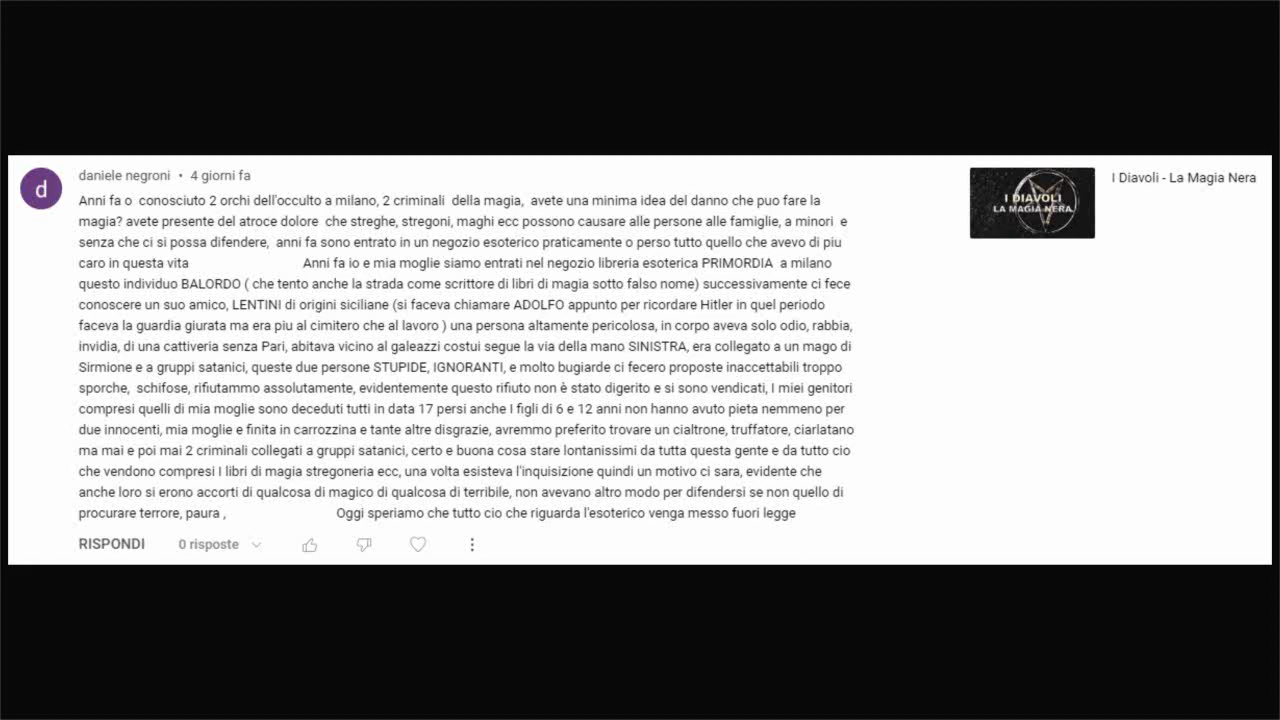 daniele negroni • 4 giorni fa
Anni fa o conosciuto 2 orchi dell'occulto a milano, 2 criminali della magia, avete una minima idea del danno che puo fare la
magia? avete presente del atroce dolore che streghe, stregoni, maghi ecc possono causare alle persone alle famiglie, a minori e
senza che ci si possa difendere, anni fa sono entrato in un negozio esoterico praticamente o perso tutto quello che avevo di piu
caro in questa vita Anni fa io e mia moglie siamo entrati nel negozio libreria esoterica PRIMORDIA a milano
questo individuo BALORDO ( che tento anche la strada come scrittore di libri di magia sotto falso nome) successivamente ci fece
conoscere un suo amico, LENTINI di origini siciliane (si faceva chiamare ADOLFO appunto per ricordare Hitler in quel periodo
faceva la guardia giurata ma era piu al cimitero che al lavoro ) una persona altamente pericolosa, in corpo aveva solo odio, rabbia,
invidia, di una cattiveria senza Pari, abitava vicino al galeazzi costui segue la via della mano SINISTRA, era collegato a un mago di
Sirmione e a gruppi satanici, queste due persone STUPIDE, IGNORANTI, e molto bugiarde ci fecero proposte inaccettabili troppo
sporche, schifose, rifiutammo assolutamente, evidentemente questo rifiuto non è stato digerito e si sono vendicati, I miei genitori
compresi quelli di mia moglie sono deceduti tutti in data 17 persi anche I figli di 6 e 12 anni non hanno avuto pieta nemmeno per
due innocenti, mia moglie e finita in carrozzina e tante altre disgrazie, avremmo preferito trovare un cialtrone, truffatore, ciarlatano
ma mai e poi mai 2 criminali collegati a gruppi satanici, certo e buona cosa stare lontanissimi da tutta questa gente e da tutto cio
che vendono compresi I libri di magia stregoneria ecc, una volta esisteva l'inquisizione quindi un motivo ci sara, evidente che
anche loro si erono accorti di qualcosa di magico di qualcosa di terribile, non avevano altro modo per difendersi se non quello di
procurare terrore, paura , Oggi speriamo che tutto cio che riguarda l'esoterico venga messo fuori legge
RISPONDI 0 risposte
I DIAVOLI
LA MAGIA NERA
I Diavoli - La Magia Nera
d